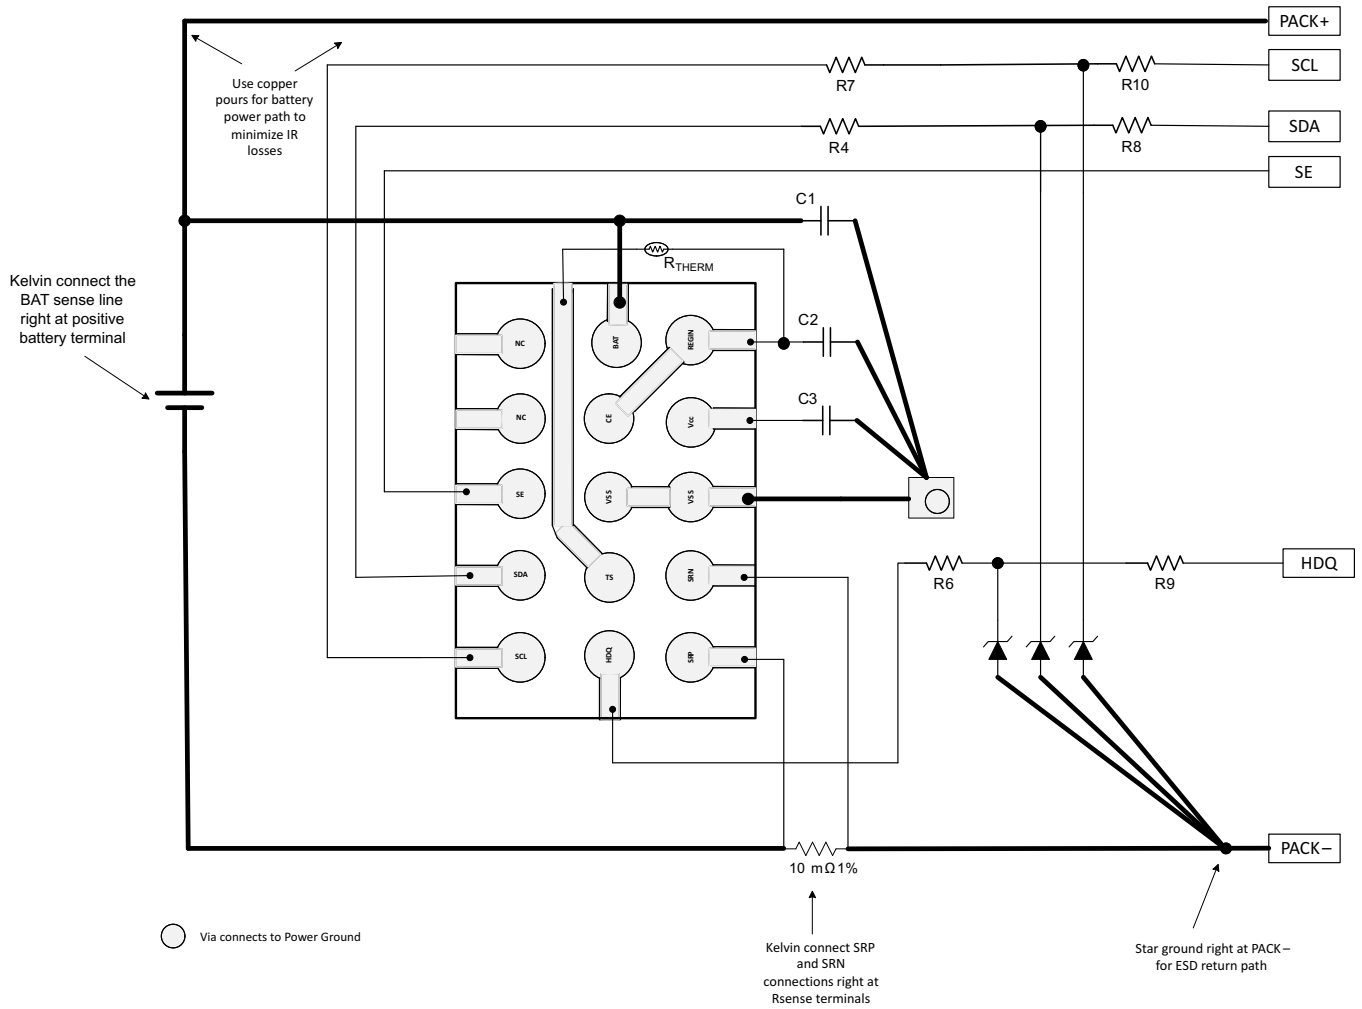 PACK+
SCL
R7
R10
SDA
R4
R8
SE
Use copper
pours for battery
power path to
minimize IR
losses
C1
RTHERM
Kelvin connect the
BAT sense line
right at positive
battery terminal
NC
BAT
REGIN
C2
NC
CE
Vcc
C3
SE
VSS
VSS
SDA
TS
SRN
R6
R9
HDQ
SCL
HDQ
SRP
10 mΩ1%
PACK–
Via connects to Power Ground
Kelvin connect SRP
and SRN
connections right at
Rsense terminals
Star ground right at PACK–
for ESD return path